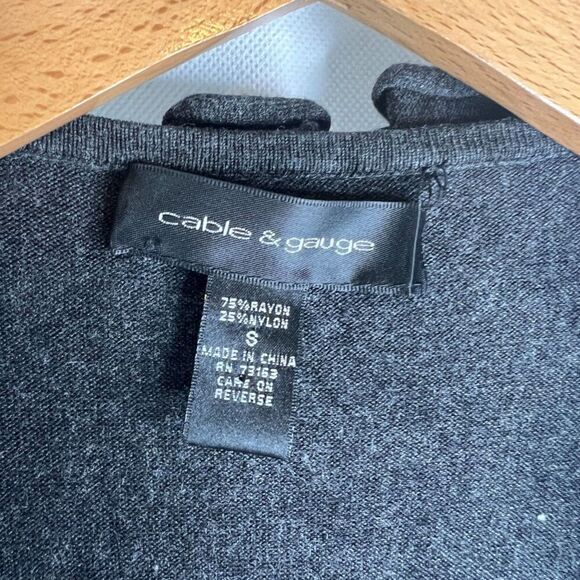 cable & gauge
75%RAYON
25%NYLON
S
MADE IN CHINA
RN 73163
CARE ON
REVERSE